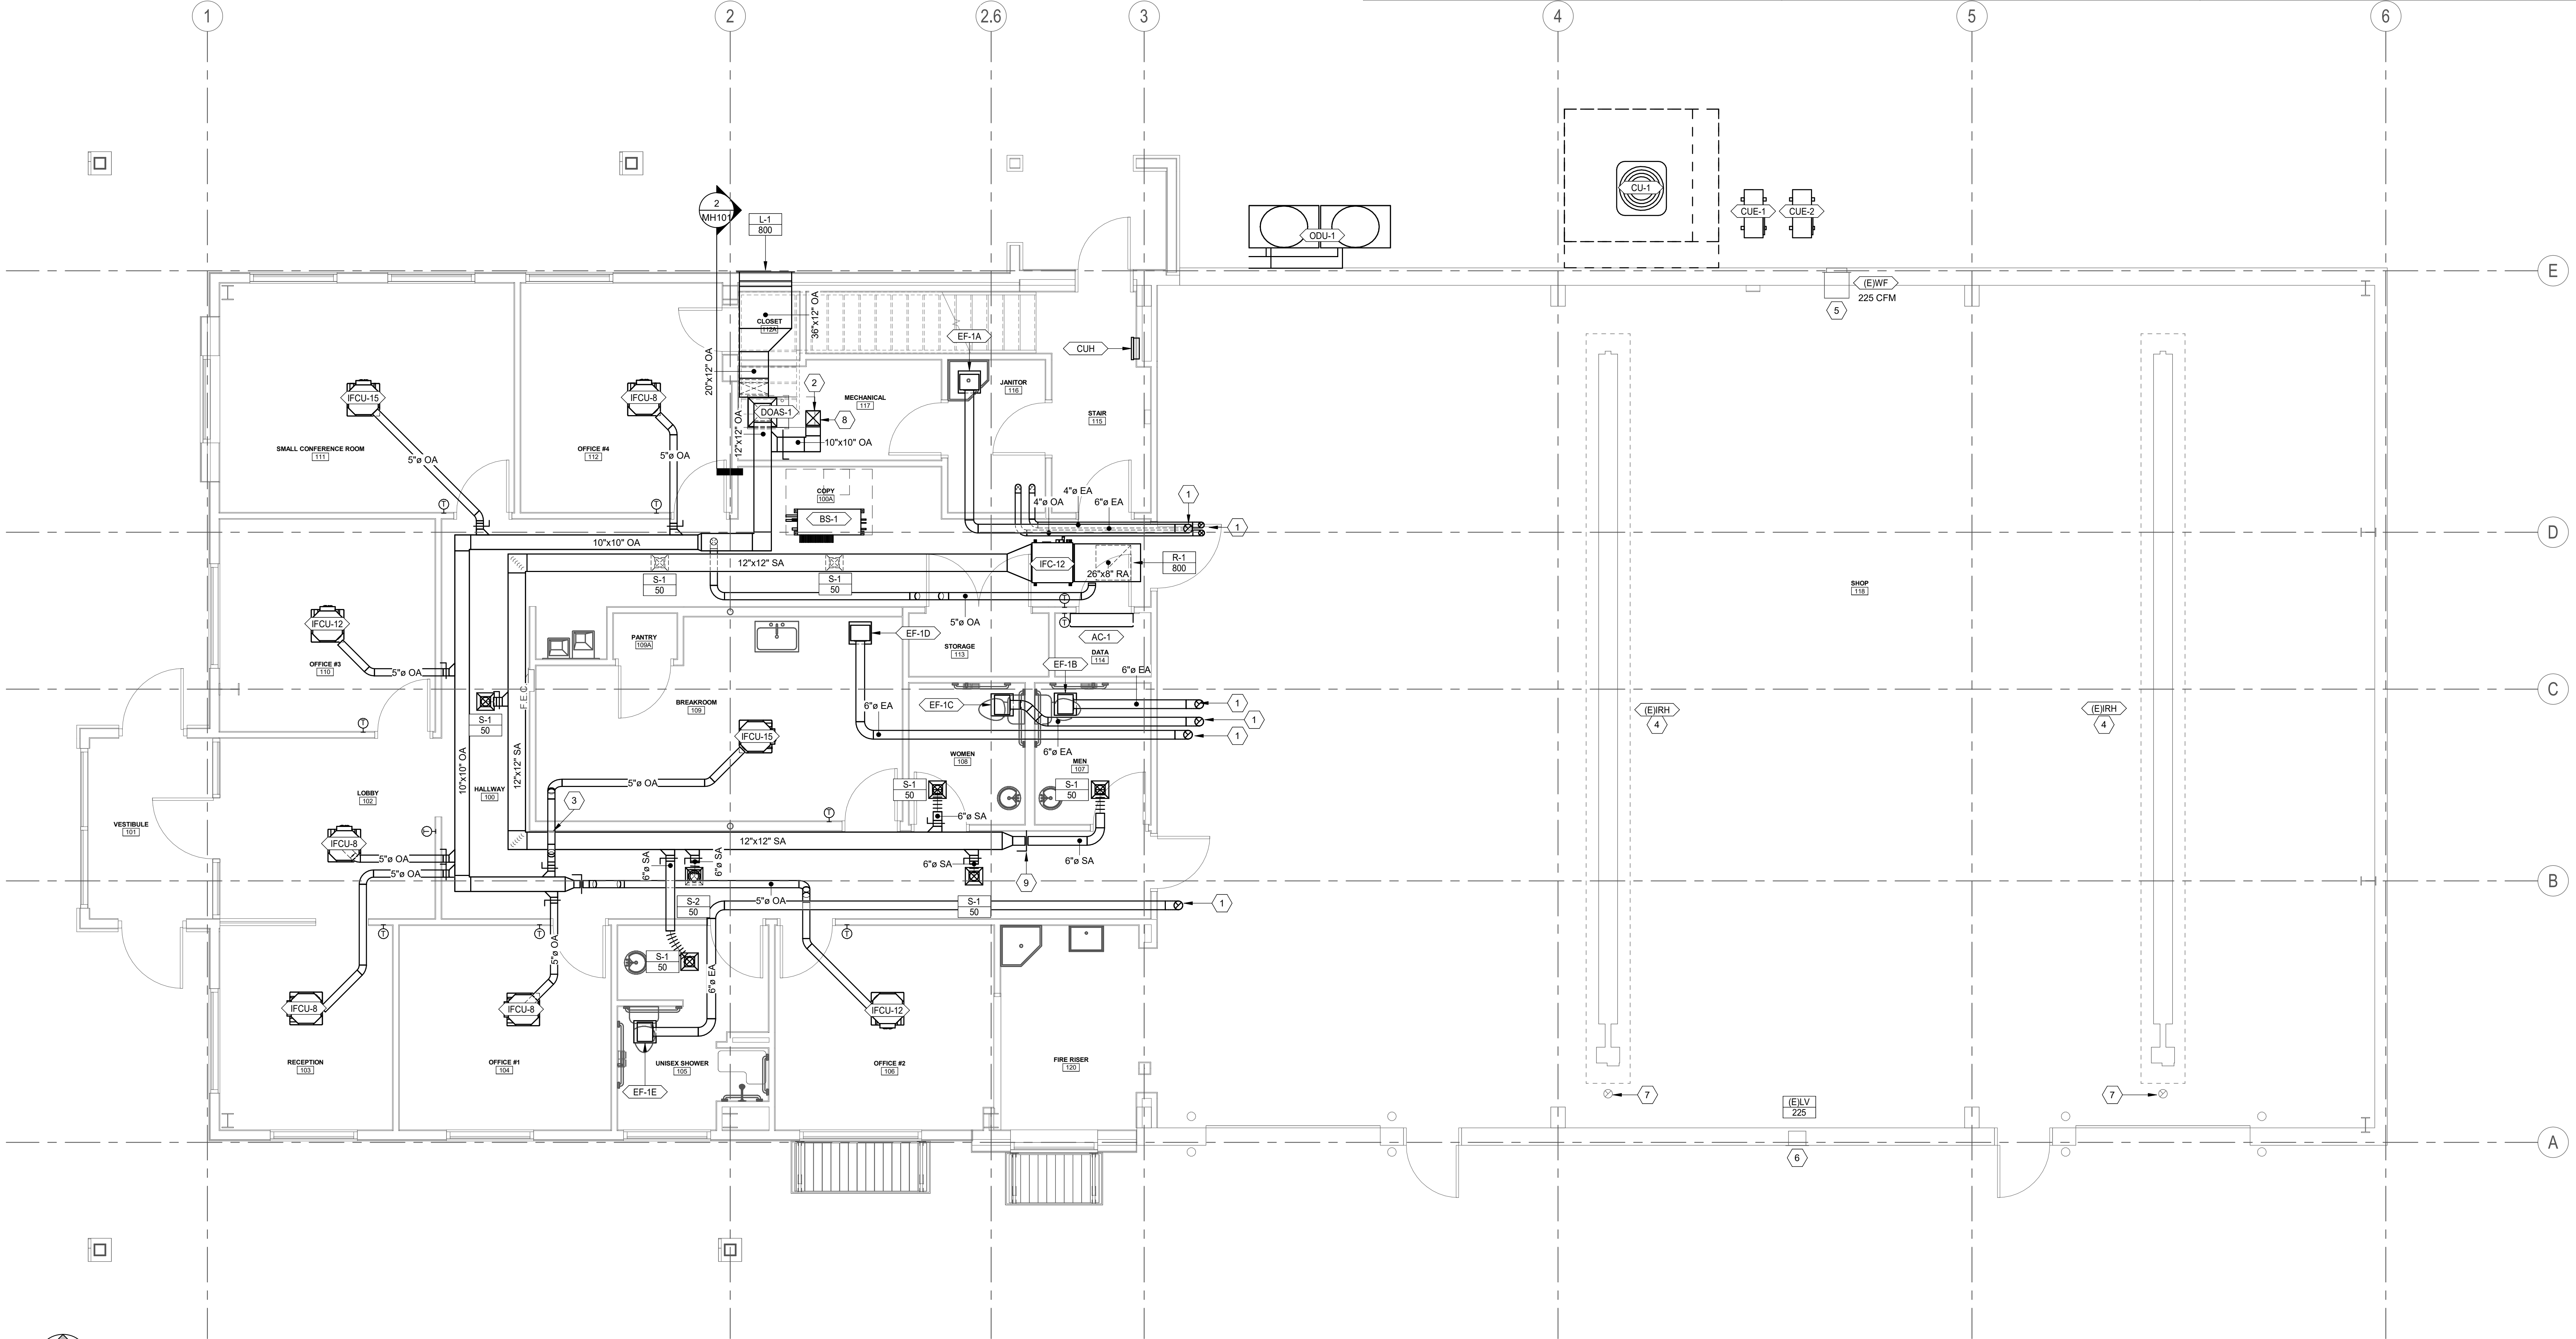 1 2 2.6 3 4 5 6
CU-1
CUE-1 CUE-2
2
MH101
L-1
800
ODU-1
E
(E)WF
225 CFM
5
CLOSET
112A
36"x12" OA
20"x12" OA
EF-1A
CUH
IFCU-15
IFCU-8
2
MECHANICAL
117
JANITOR
116
DOAS-1
8
STAIR
115
12"x12" OA
10"x10" OA
SMALL CONFERENCE ROOM
111
5"ø OA
OFFICE #4
112
5"ø OA
COPY
100A
BS-1
4"ø OA
4"ø EA
6"ø EA
1
1
D
10"x10" OA
12"x12" SA
IFC-12
26"x8" RA
R-1
800
S-1
50
S-1
50
SHOP
118
T
5"ø OA
IFCU-12
OFFICE #3
110
5"ø OA
PANTRY
109A
EF-1D
STORAGE
113
AC-1
DATA
114
EF-1B
6"ø EA
C
F.E.C.
S-1
50
BREAKROOM
109
6"ø EA
EF-1C
1
1
1
(E)IRH
4
(E)IRH
4
IFCU-15
6"ø EA
WOMEN
108
MEN
107
10"x10" OA
12"x12" SA
HALLWAY
100
LOBBY
102
VESTIBULE
101
5"ø OA
3
S-1
50
S-1
50
6"ø SA
T
IFCU-8
5"ø OA
5"ø OA
12"x12" SA
6"ø SA
6"ø SA
6"ø SA
6"ø SA
9
B
S-2
50
5"ø OA
S-1
50
1
5"ø OA
S-1
50
6"ø EA
IFCU-8
IFCU-8
IFCU-12
RECEPTION
103
OFFICE #1
104
UNISEX SHOWER
105
OFFICE #2
106
FIRE RISER
120
EF-1E
7
(E)LV
225
7
A
6